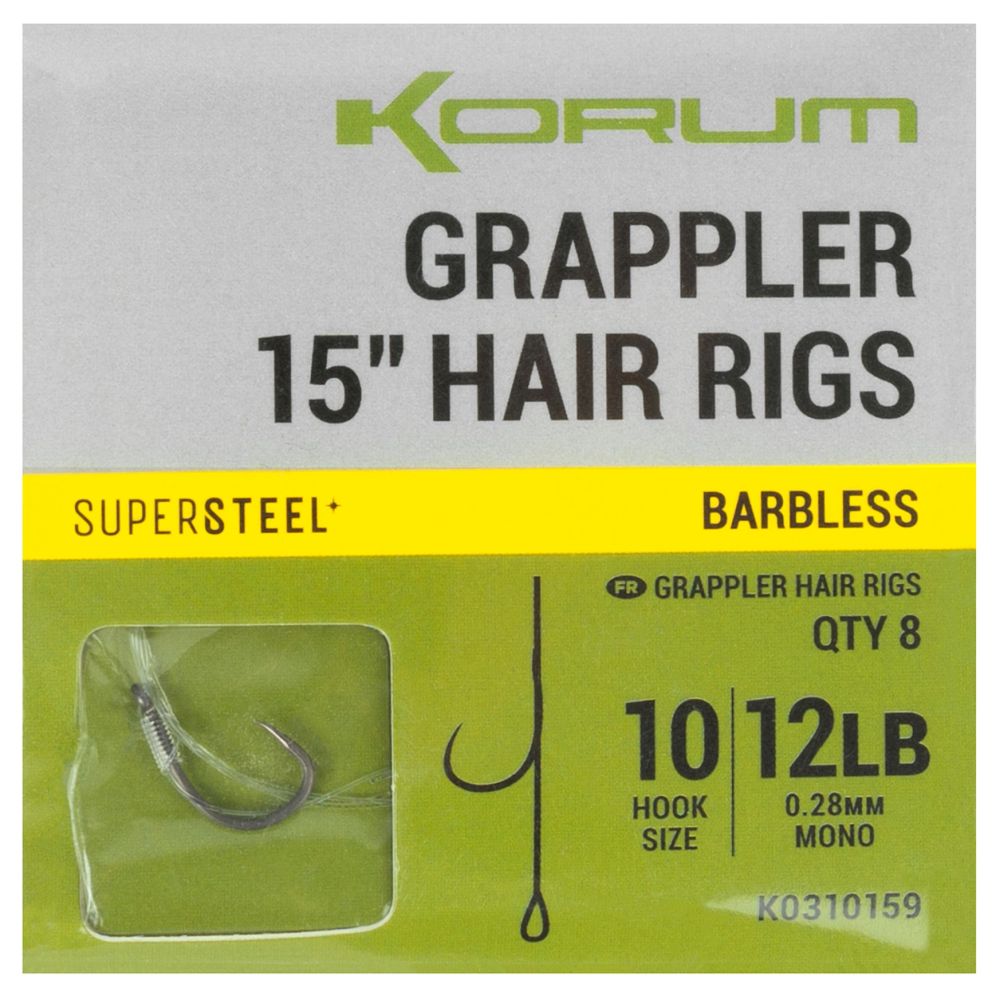 KORUM
GRAPPLER
15" HAIR RIGS
SUPERSTEEL
BARBLESS
FR GRAPPLER HAIR RIGS
QTY 8
10 12LB
HOOK 0.28MM
SIZE MONO
K0310159